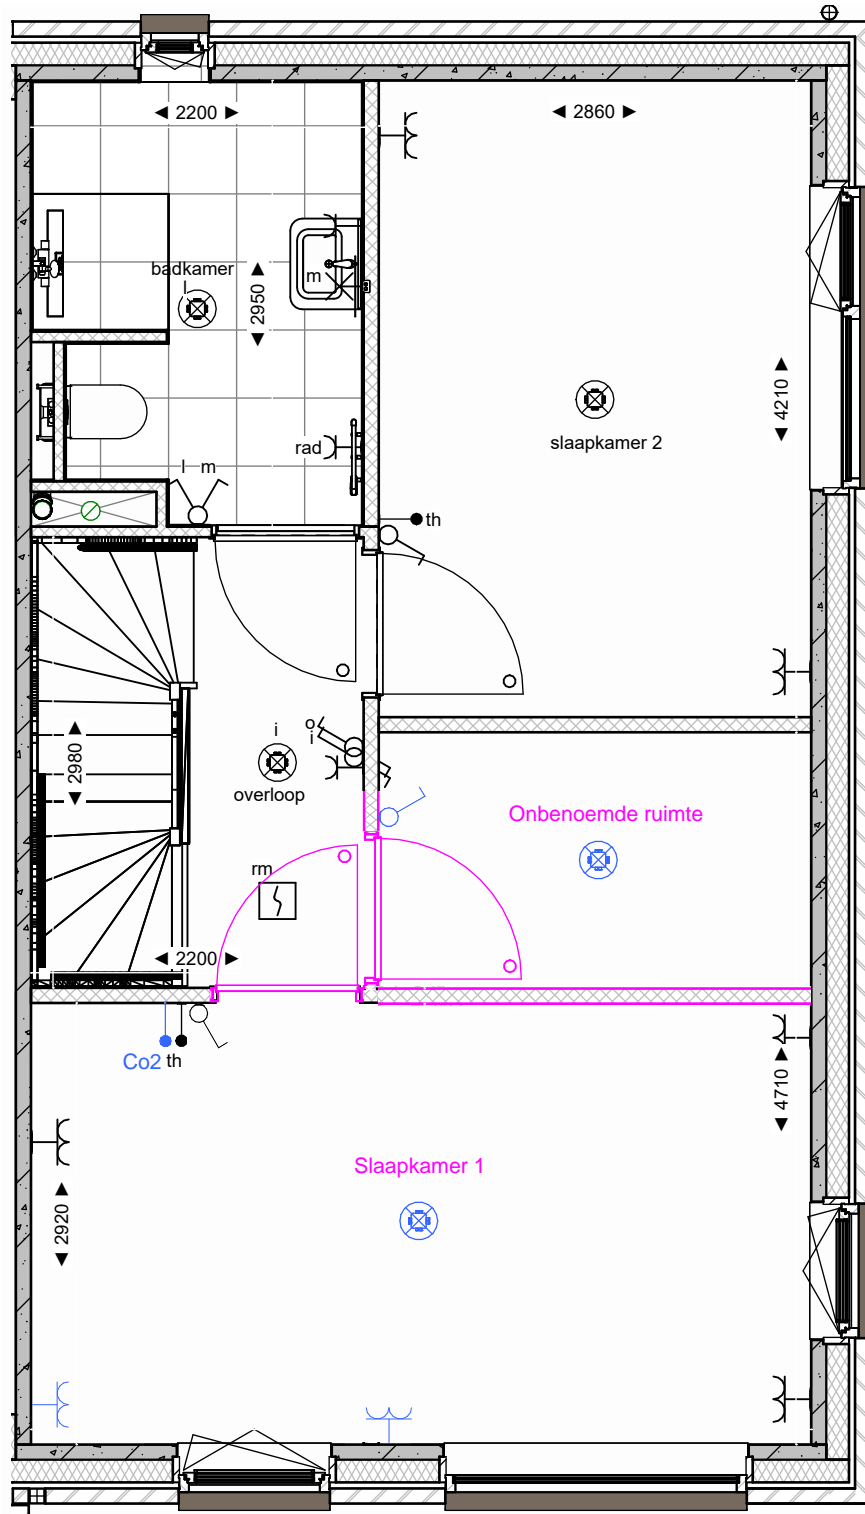 ◄ 2200 ►
◄ 2860 ►
badkamer
l
◄ 2950 ►
m
◄ 4210 ►
slaapkamer 2
rad
l m
th
◄ 2980 ►
i
o
i
overloop
Onbenoemde ruimte
rm
◄ 2200 ►
Co2 th
◄ 4710 ►
Slaapkamer 1
◄ 2920 ►